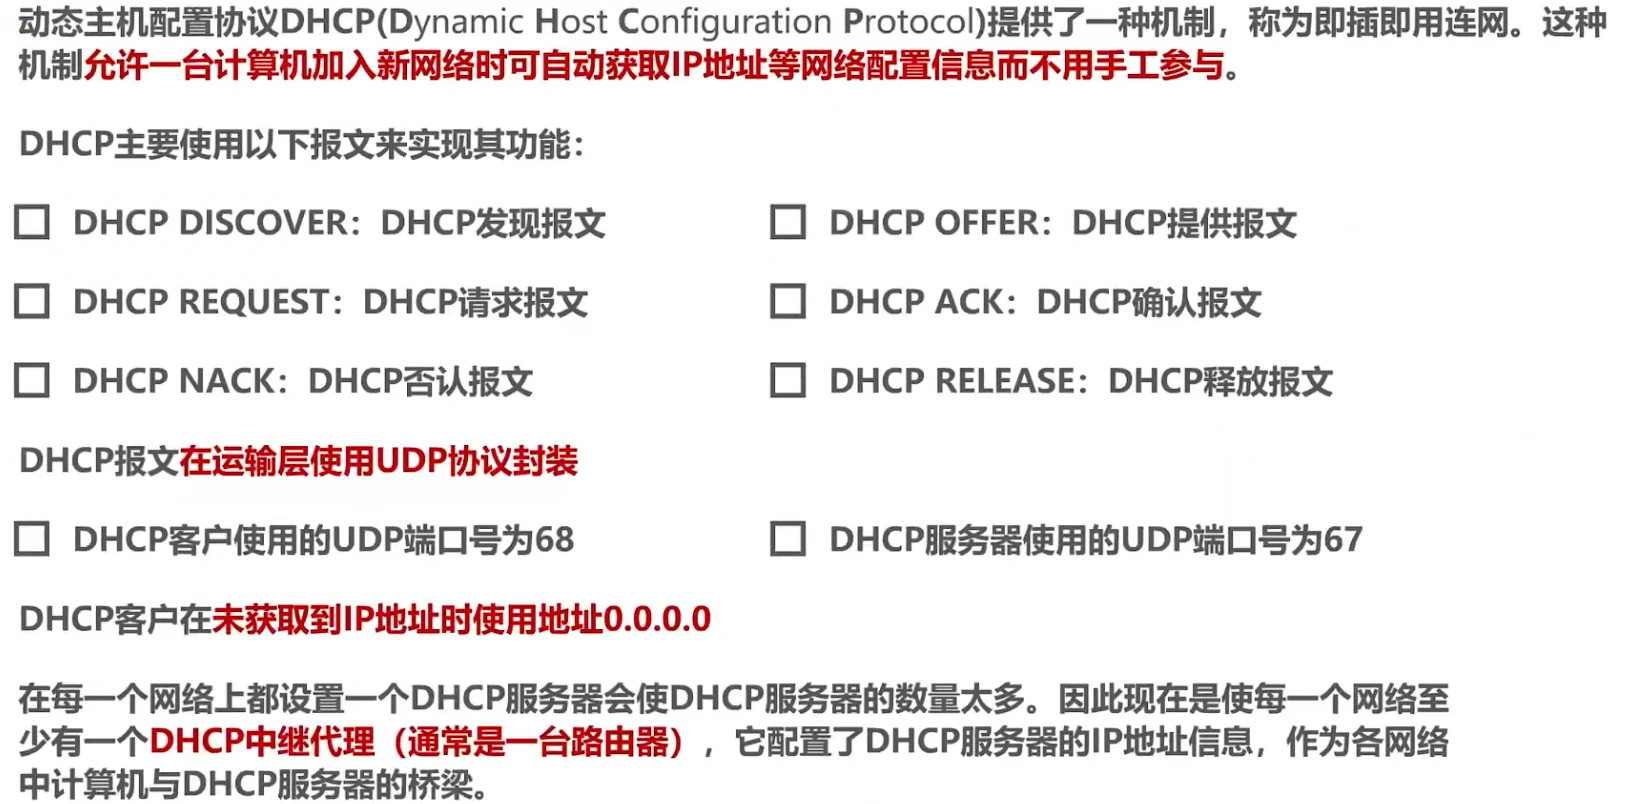 动态主机配置协议DHCP(Dynamic Host Configuration Protocol)提供了一种机制，称为即插即用连网。这种
机制允许一台计算机加入新网络时可自动获取IP地址等网络配置信息而不用手工参与。
DHCP主要使用以下报文来实现其功能：
DHCP DISCOVER：DHCP发现报文
DHCP OFFER：DHCP提供报文
DHCP REQUEST：DHCP请求报文
DHCP ACK：DHCP确认报文
DHCP NACK：DHCP否认报文
DHCP RELEASE：DHCP释放报文
DHCP报文在运输层使用UDP协议封装
DHCP客户使用的UDP端口号为68
DHCP服务器使用的UDP端口号为67
DHCP客户在未获取到IP地址时使用地址0.0.0.0
在每一个网络上都设置一个DHCP服务器会使DHCP服务器的数量太多。因此现在是使每一个网络至
少有一个DHCP中继代理（通常是一台路由器），它配置了DHCP服务器的IP地址信息，作为各网络
中计算机与DHCP服务器的桥梁。